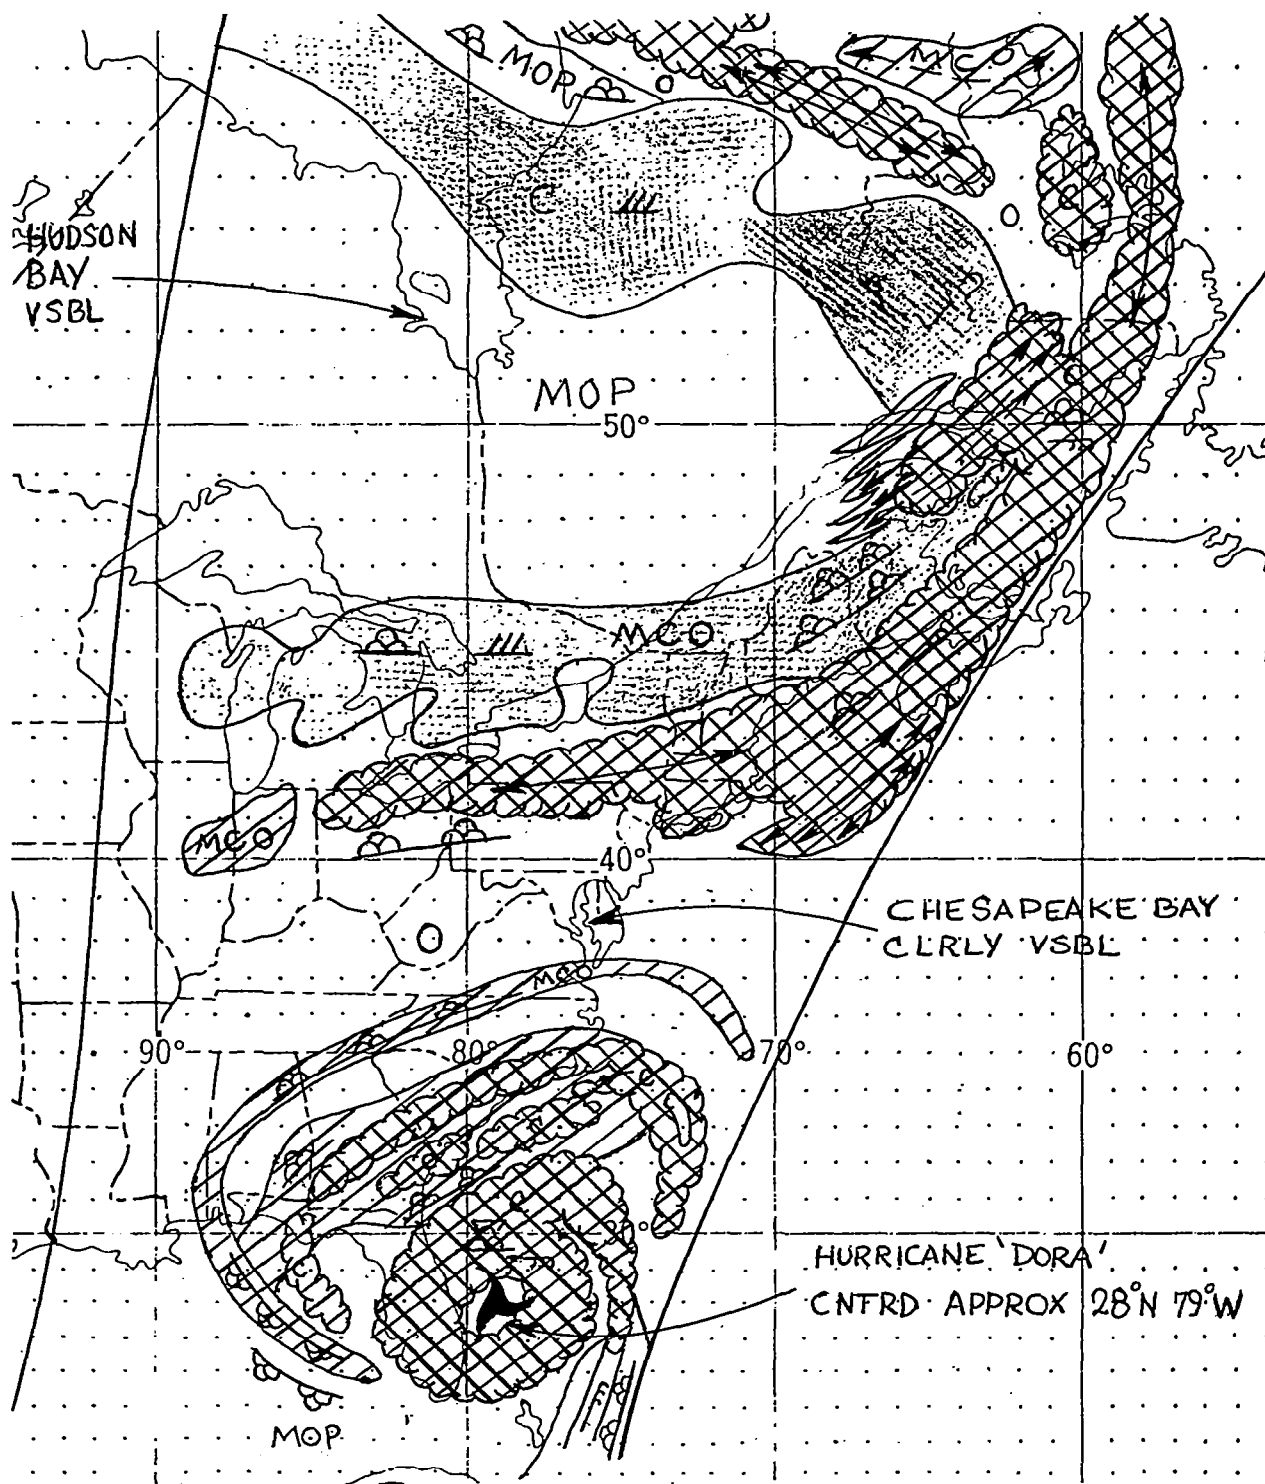 MOP
O
MCO
C
C
O
HUDSON
BAY
VSBL
MOP
50°
C
MCO
MCO
40°
CHESAPEAKE BAY
CLRLY VSBL
O
MCO
90°
80°
70°
60°
C
C
HURRICANE 'DORA'
CNTRD APPROX 28°N 79°W
MOP